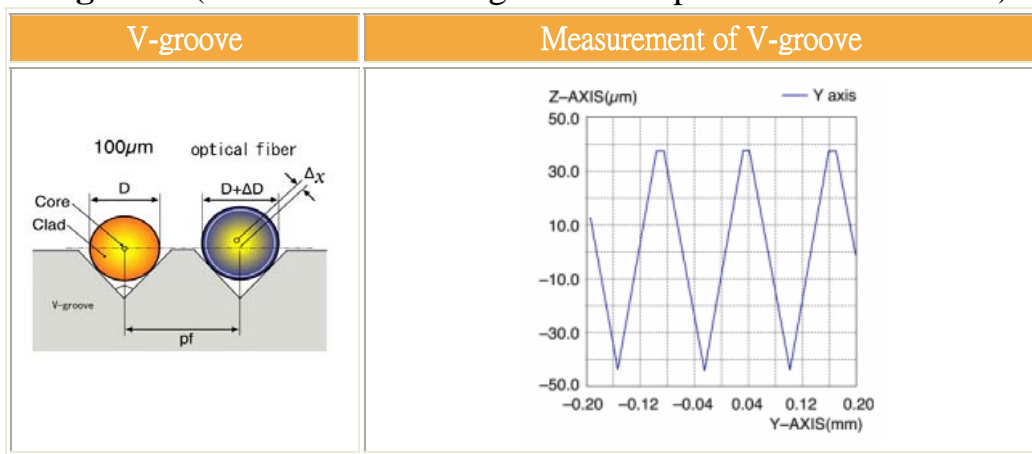 V-groove
Measurement of V-groove
100μm optical fiber
D
D+ΔD
Δx
Core
Clad
V-groove
pf
Z–AXIS(μm)
Y axis
50.0
30.0
10.0
–10.0
–30.0
–50.0
–0.20 –0.12 –0.04 0.04 0.12 0.20
Y–AXIS(mm)